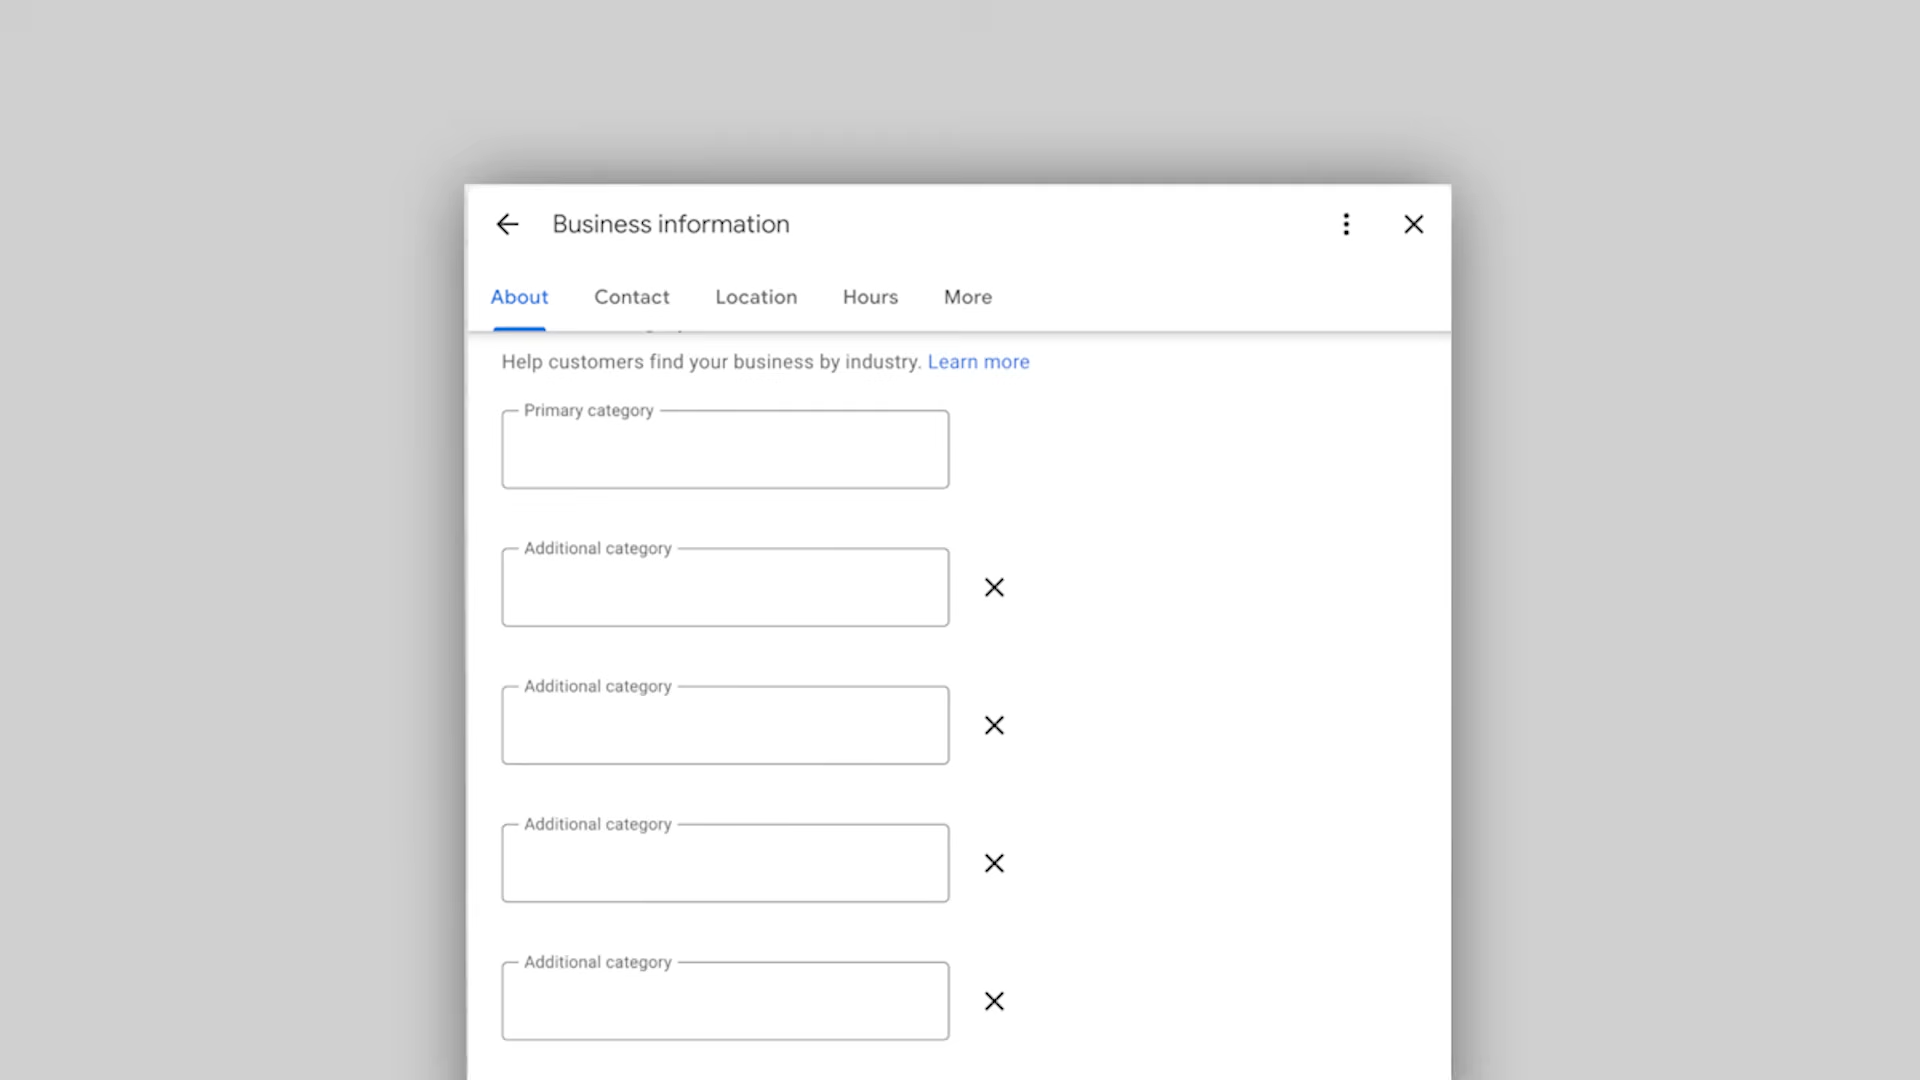 Business information
About Contact Location Hours More
Help customers find your business by industry. Learn more
Primary category
Additional category
Additional category
Additional category
Additional category